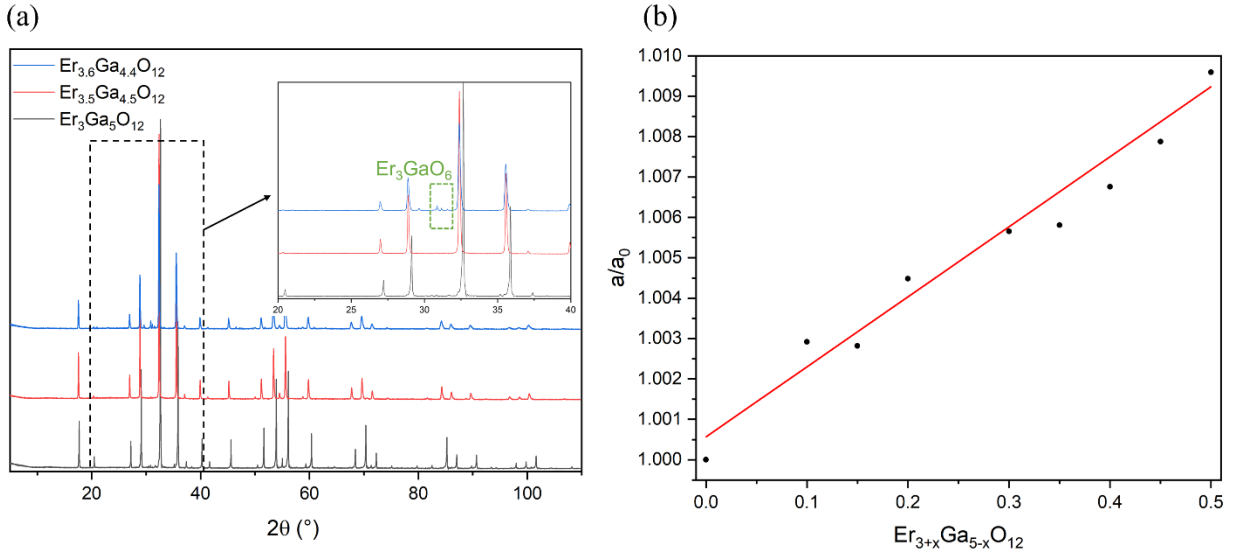 (a)
Er3.6Ga4.4O12
Er3.5Ga4.5O12
Er3Ga5O12
Er3GaO6
20 25 30 35 40
20 40 60 80 100
2θ (°)
(b)
1.010
1.009
1.008
1.007
1.006
1.005
1.004
1.003
1.002
1.001
1.000
a/a0
0.0 0.1 0.2 0.3 0.4 0.5
Er3+xGa5-xO12